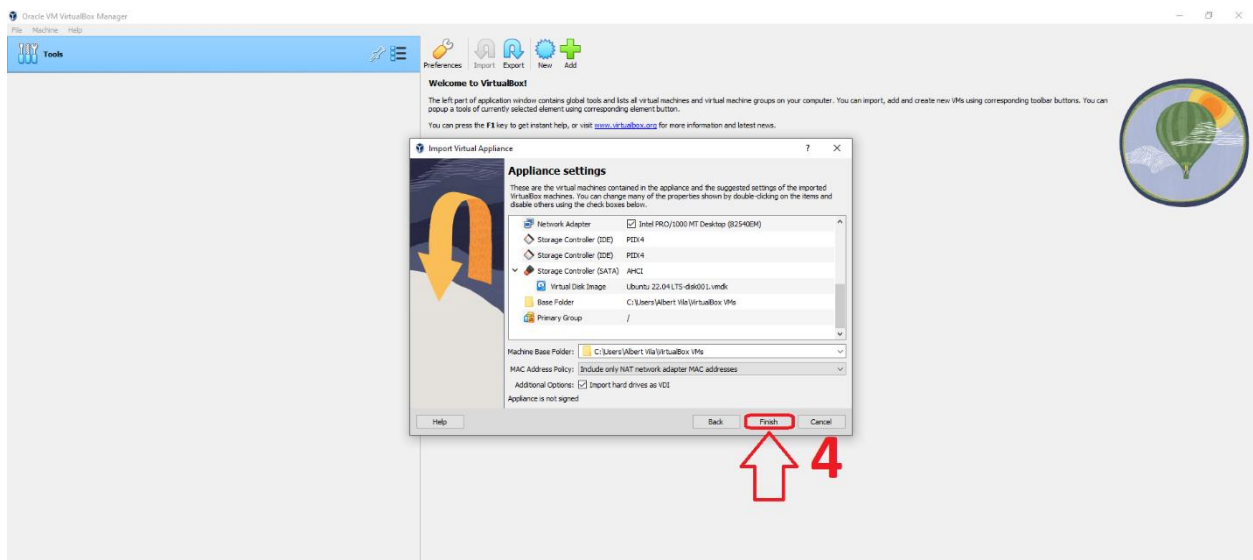 Oracle VM VirtualBox Manager
File Machine Help
Tools
Preferences Import Export New Add
Welcome to VirtualBox!
The left part of application window contains global tools and lists all virtual machines and virtual machine groups on your computer. You can import, add and create new VMs using corresponding toolbar buttons. You can
popup a tools of currently selected element using corresponding element button.
You can press the F1 key to get instant help, or visit www.virtualbox.org for more information and latest news.
Import Virtual Appliance ?
Appliance settings
These are the virtual machines contained in the appliance and the suggested settings of the imported
VirtualBox machines. You can change many of the properties shown by double-clicking on the items and
disable others using the check boxes below.
Network Adapter Intel PRO/1000 MT Desktop (82540EM)
Storage Controller (IDE) PIIX4
Storage Controller (IDE) PIIX4
Storage Controller (SATA) AHCI
Virtual Disk Image Ubuntu 22.04 LTS-disk001.vmdk
Base Folder C:\Users\Albert Vila\VirtualBox VMs
Primary Group /
Machine Base Folder: C:\Users\Albert Vila\VirtualBox VMs
MAC Address Policy: Include only NAT network adapter MAC addresses
Additional Options: Import hard drives as VDI
Appliance is not signed
Help Back Finish Cancel
4